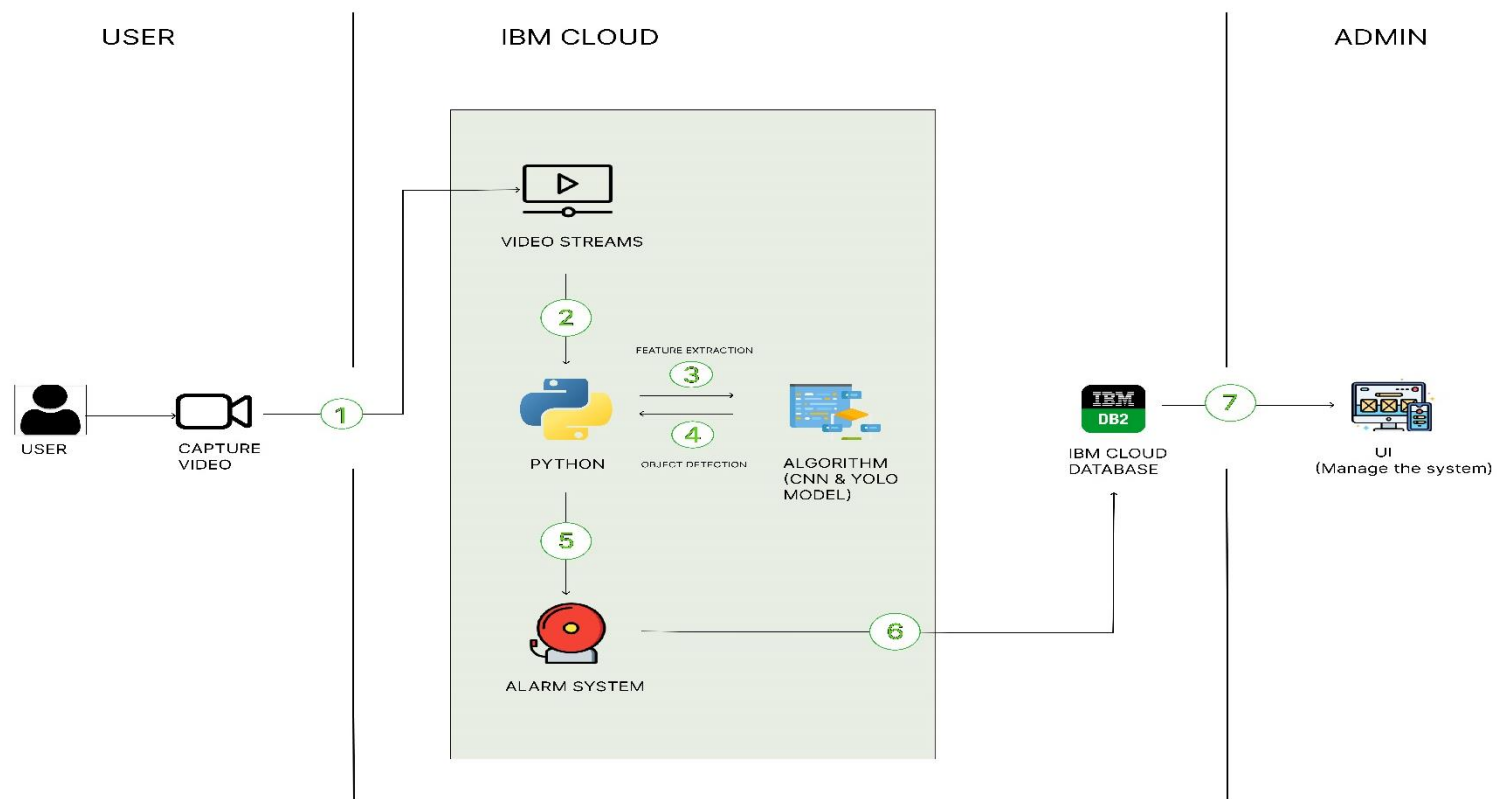 USER
IBM CLOUD
ADMIN
VIDEO STREAMS
2
FEATURE EXTRACTION
3
1
4
7
IBM
DB2
USER
CAPTURE
VIDEO
PYTHON
OBJECT DETECTION
ALGORITHM
(CNN & YOLO
MODEL)
IBM CLOUD
DATABASE
UI
(Manage the system)
5
6
ALARM SYSTEM